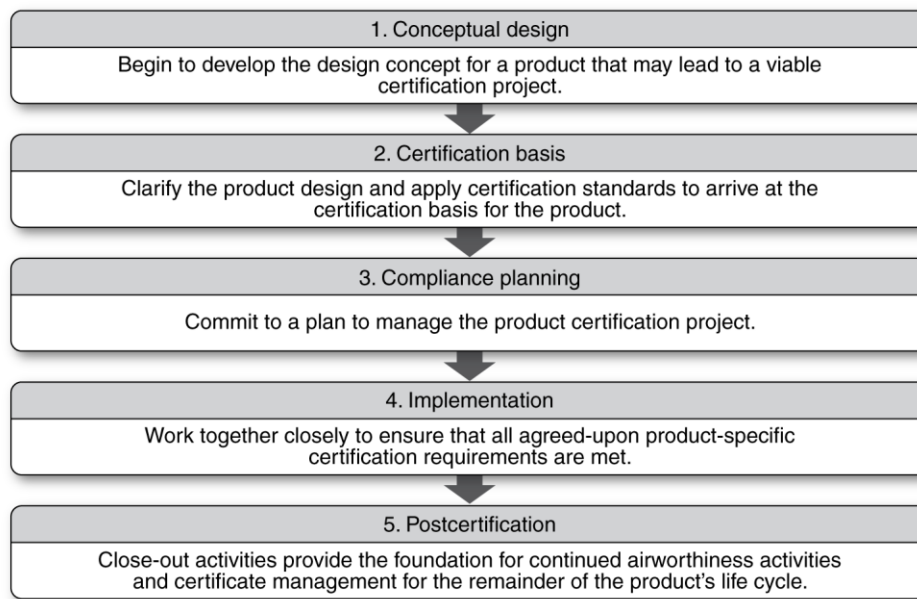 1. Conceptual design
Begin to develop the design concept for a product that may lead to a viable
certification project.
2. Certification basis
Clarify the product design and apply certification standards to arrive at the
certification basis for the product.
3. Compliance planning
Commit to a plan to manage the product certification project.
4. Implementation
Work together closely to ensure that all agreed-upon product-specific
certification requirements are met.
5. Postcertification
Close-out activities provide the foundation for continued airworthiness activities
and certificate management for the remainder of the product's life cycle.